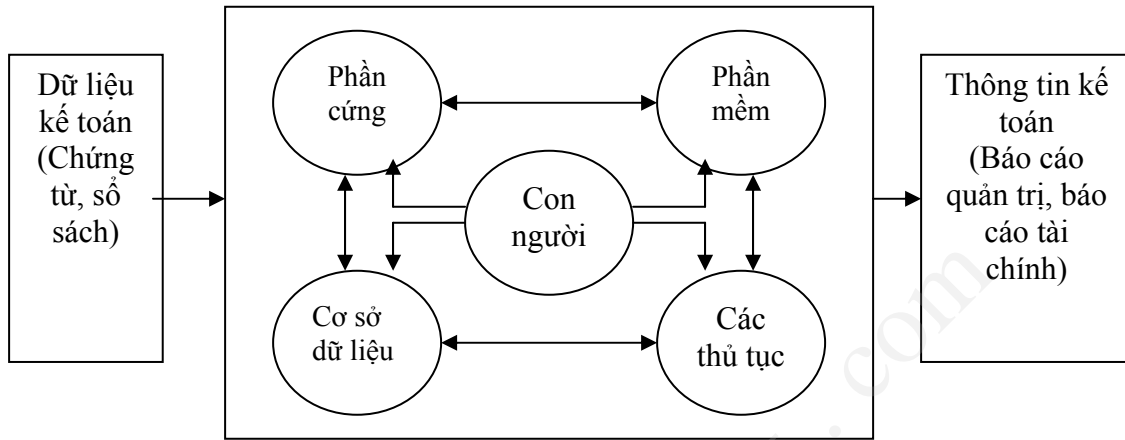 Dữ liệu
kế toán
(Chứng
từ, sổ
sách)
Phần
cứng
Phần
mềm
Con
người
Cơ sở
dữ liệu
Các
thủ tục
Thông tin kế
toán
(Báo cáo
quản trị, báo
cáo tài
chính)
. com